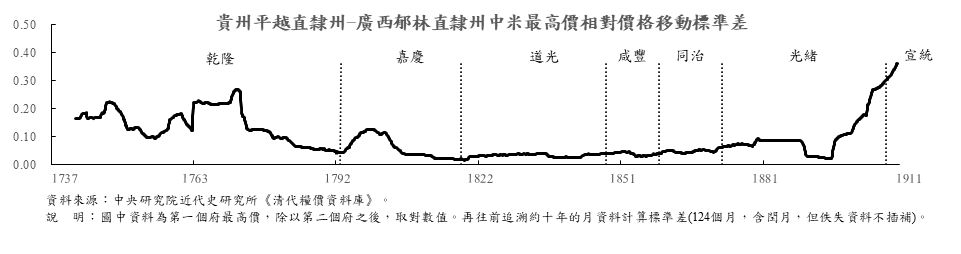 貴州平越直隸州-廣西郁林直隸州中米最高價相對價格移動標準差
0.50
0.40
0.30
0.20
0.10
0.00
乾隆 嘉慶 道光 咸豐 同治 光緒 宣統
1737 1763 1792 1822 1851 1881 1911
資料來源：中央研究院近代史研究所《清代糧價資料庫》。
說　明：圖中資料為第一個府最高價，除以第二個府之後，取對數值。再往前追溯約十年的月資料計算標準差(124個月，含閏月，但佚失資料不插補)。